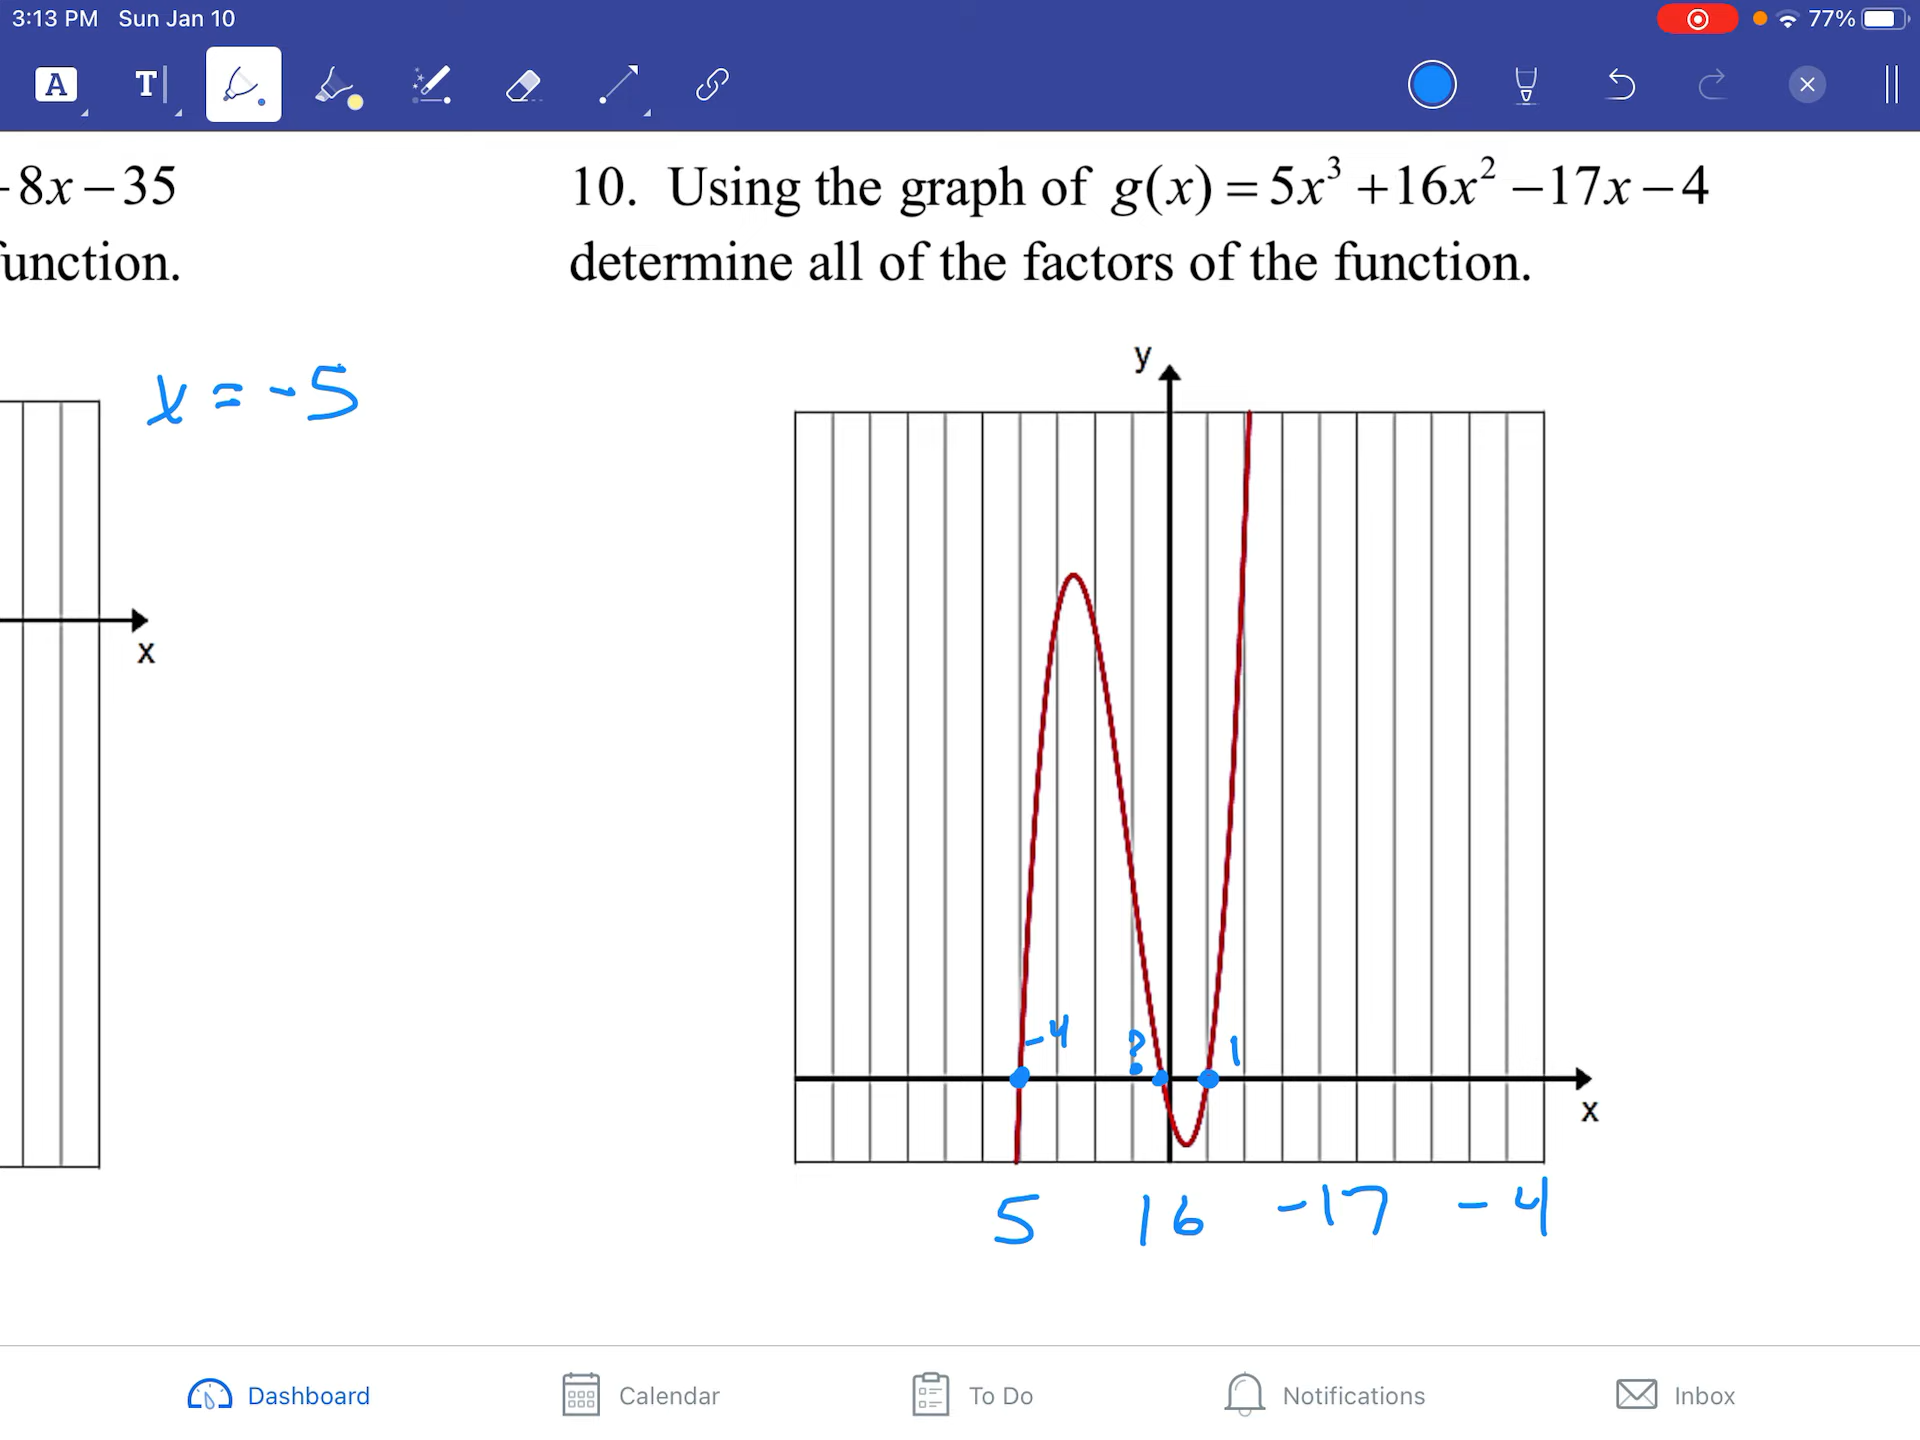 3:13 PM Sun Jan 10
77%
A
T
-8x-35
unction.
x = -5
x
10. Using the graph of g(x) = 5x³ +16x² −17x − 4
determine all of the factors of the function.
y
-4
?
1
x
5 16 -17 -4
Dashboard
Calendar
To Do
Notifications
Inbox